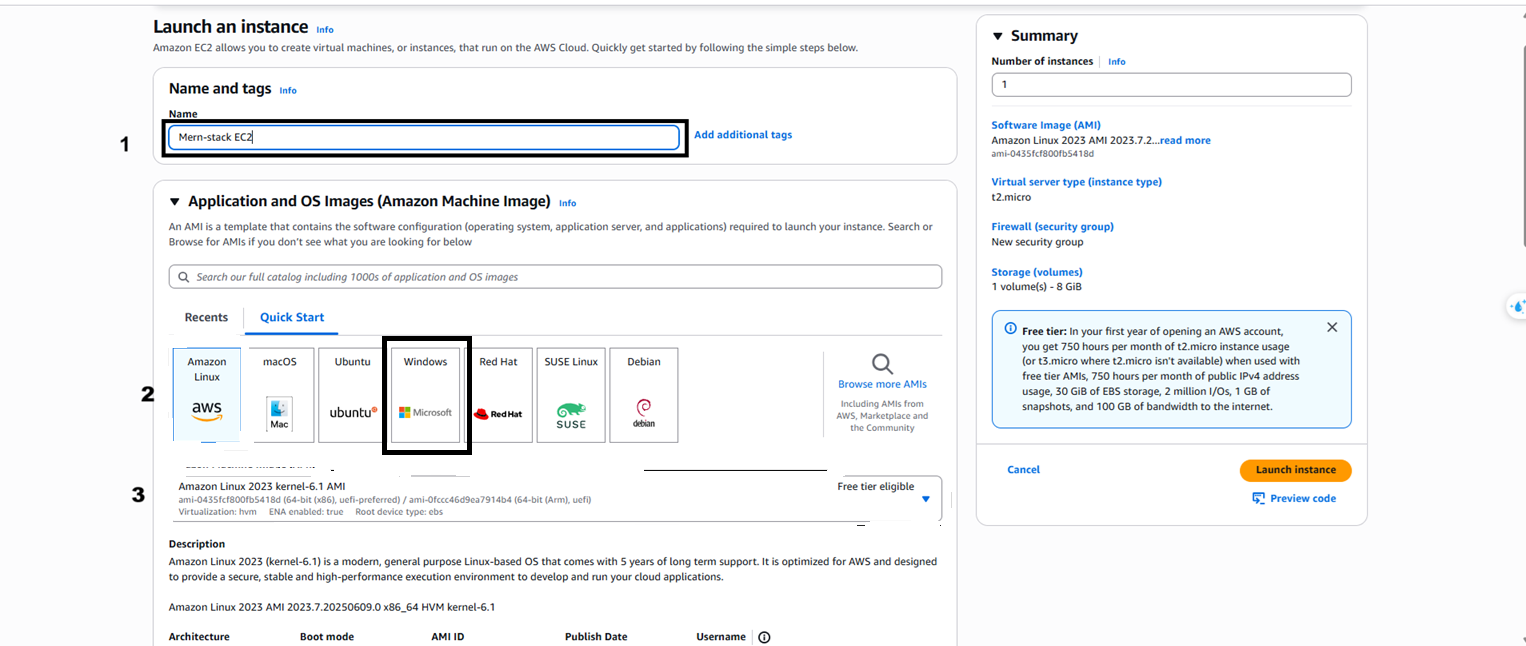 Launch an instance Info
Amazon EC2 allows you to create virtual machines, or instances, that run on the AWS Cloud. Quickly get started by following the simple steps below.
Name and tags Info
Name
1
Mern-stack EC2
Add additional tags
Application and OS Images (Amazon Machine Image) Info
An AMI is a template that contains the software configuration (operating system, application server, and applications) required to launch your instance. Search or
Browse for AMIs if you don't see what you are looking for below
Search our full catalog including 1000s of application and OS images
Recents
Quick Start
2
Amazon
Linux
aws
macOS
Mac
Ubuntu
ubuntu
Windows
Microsoft
Red Hat
Red Hat
SUSE Linux
SUSE
Debian
debian
Browse more AMIs
Including AMIs from
AWS, Marketplace and
the Community
3
Amazon Linux 2023 kernel-6.1 AMI
Free tier eligible
ami-0435fcf800fb5418d (64-bit (x86), uefi-preferred) / ami-0fccc46d9ea7914b4 (64-bit (Arm), uefi)
Virtualization: hvm ENA enabled: true Root device type: ebs
Description
Amazon Linux 2023 (kernel-6.1) is a modern, general purpose Linux-based OS that comes with 5 years of long term support. It is optimized for AWS and designed
to provide a secure, stable and high-performance execution environment to develop and run your cloud applications.
Amazon Linux 2023 AMI 2023.7.20250609.0 x86_64 HVM kernel-6.1
Architecture Boot mode AMI ID Publish Date Username
Summary
Number of instances Info
1
Software Image (AMI)
Amazon Linux 2023 AMI 2023.7.2...read more
ami-0435fcf800fb5418d
Virtual server type (instance type)
t2.micro
Firewall (security group)
New security group
Storage (volumes)
1 volume(s) - 8 GiB
Free tier: In your first year of opening an AWS account,
you get 750 hours per month of t2.micro instance usage
(or t3.micro where t2.micro isn't available) when used with
free tier AMIs, 750 hours per month of public IPv4 address
usage, 30 GiB of EBS storage, 2 million I/Os, 1 GB of
snapshots, and 100 GB of bandwidth to the internet.
Cancel
Launch instance
Preview code